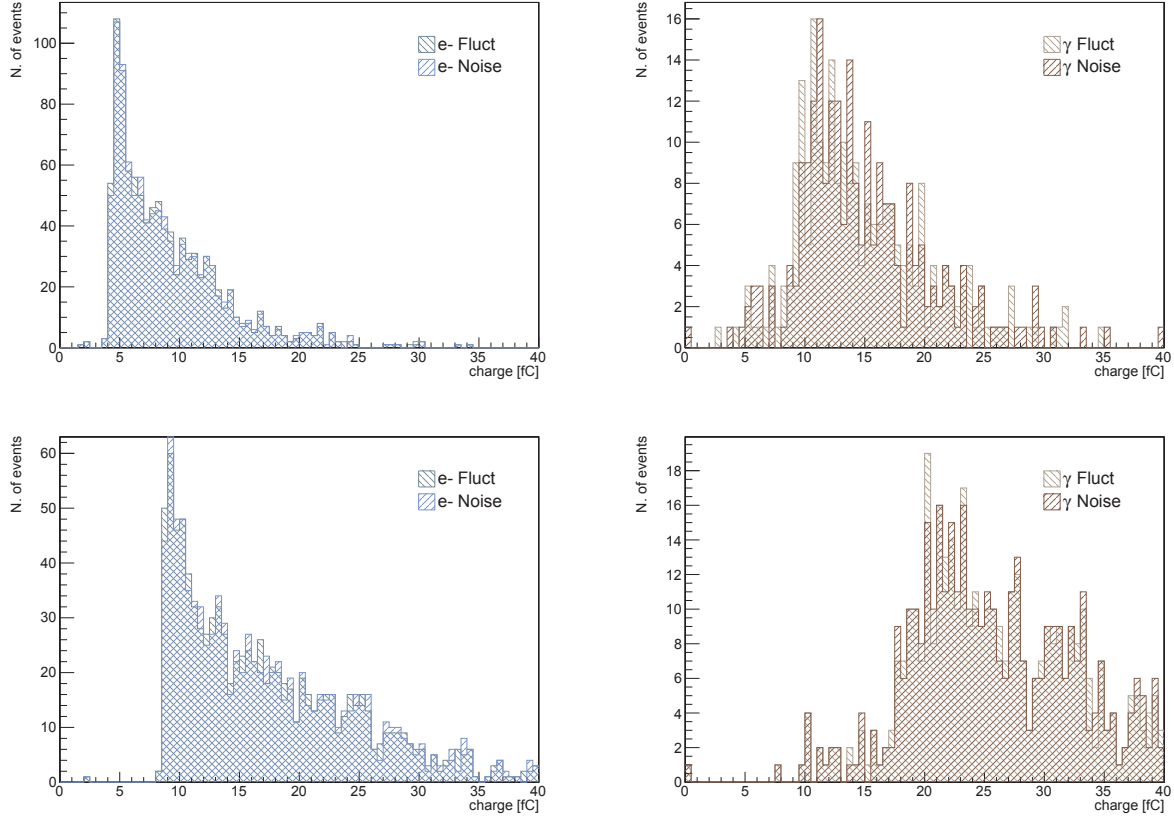 N. of events
100
80
60
40
20
0
e- Fluct
e- Noise
0 5 10 15 20 25 30 35 40
charge [fC]
N. of events
16
14
12
10
8
6
4
2
0
γ Fluct
γ Noise
0 5 10 15 20 25 30 35 40
charge [fC]
N. of events
60
50
40
30
20
10
0
e- Fluct
e- Noise
0 5 10 15 20 25 30 35 40
charge [fC]
N. of events
18
16
14
12
10
8
6
4
2
0
γ Fluct
γ Noise
0 5 10 15 20 25 30 35 40
charge [fC]